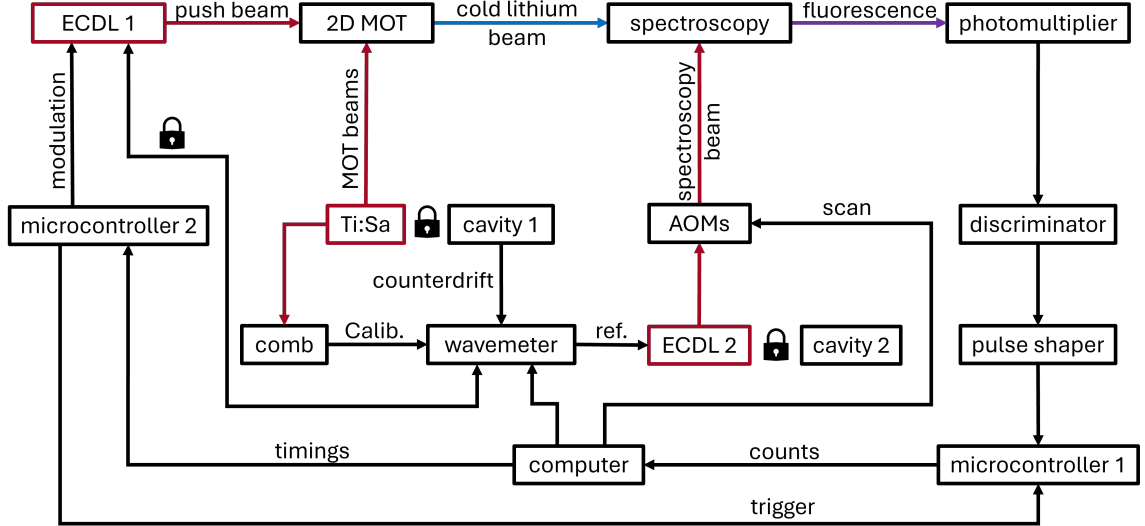 ECDL 1
push beam
2D MOT
cold lithium
beam
spectroscopy
fluorescence
photomultiplier
modulation
MOT beams
spectroscopy
beam
microcontroller 2
Ti:Sa
cavity 1
AOMs
scan
discriminator
counterdrift
comb
Calib.
wavemeter
ref.
ECDL 2
cavity 2
pulse shaper
timings
computer
counts
microcontroller 1
trigger